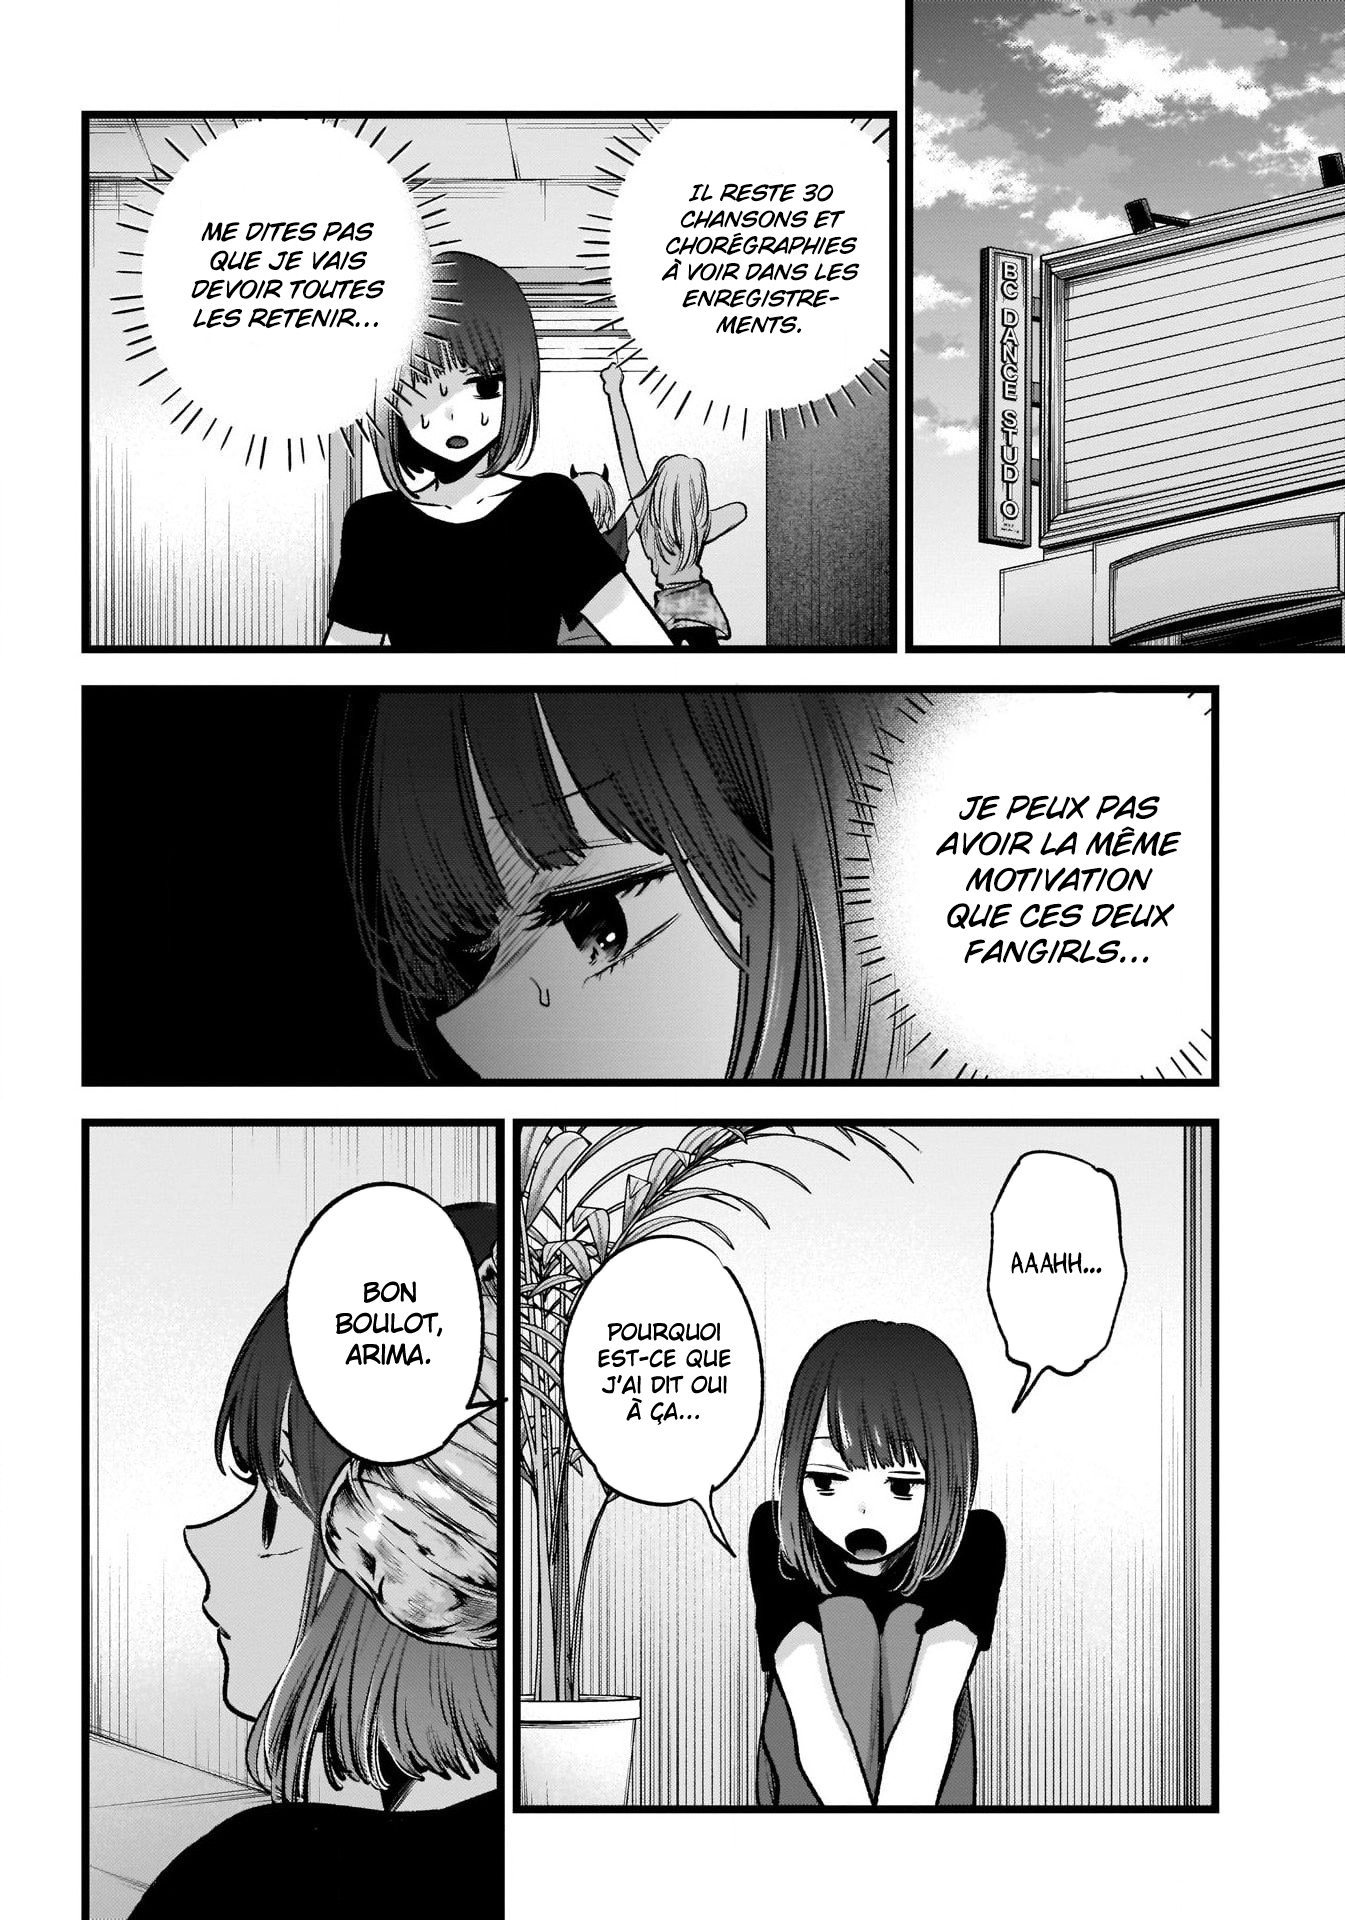 BC DANCE STUDIO
IL RESTE 30
CHANSONS ET
CHORÉGRAPHIES
À VOIR DANS LES
ENREGISTRE-
MENTS.
ME DITES PAS
QUE JE VAIS
DEVOIR TOUTES
LES RETENIR...
JE PEUX PAS
AVOIR LA MÊME
MOTIVATION
QUE CES DEUX
FANGIRLS...
AAAHH...
POURQUOI
EST-CE QUE
J'AI DIT OUI
À ÇA...
BON
BOULOT,
ARIMA.